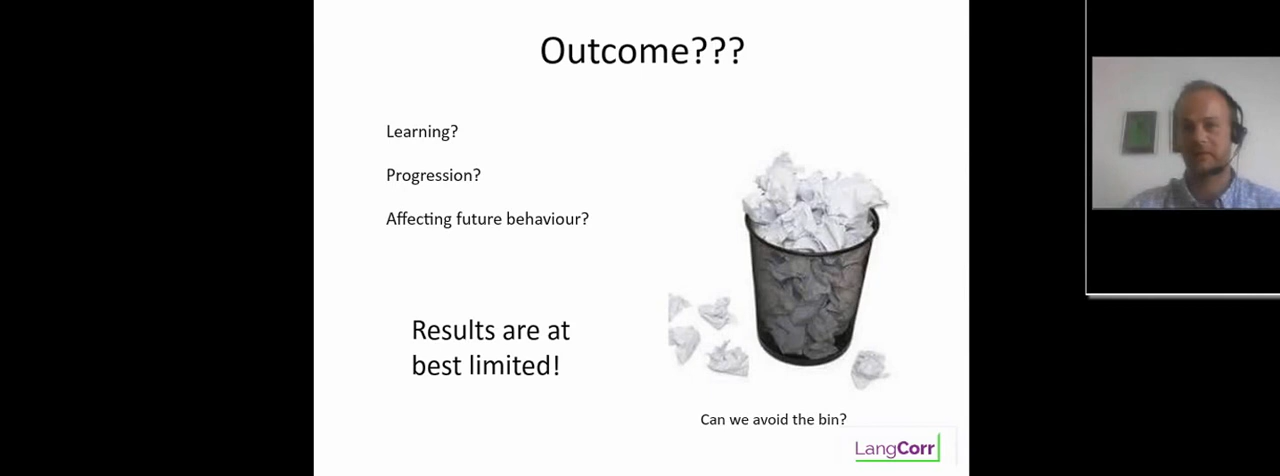 Outcome???
Learning?
Progression?
Affecting future behaviour?
Results are at
best limited!
Can we avoid the bin?
LangCorr